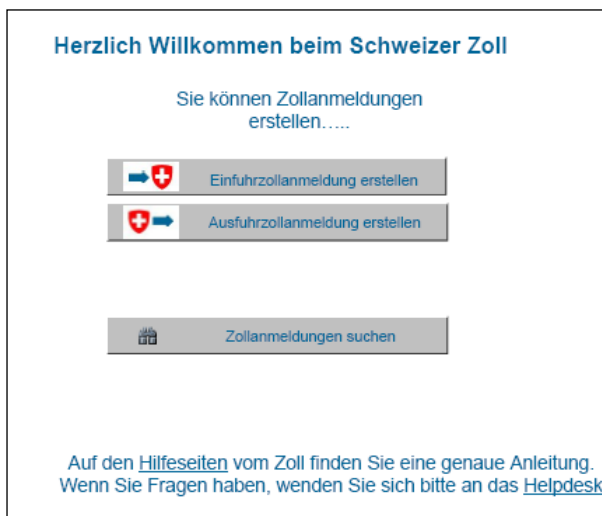 Herzlich Willkommen beim Schweizer Zoll
Sie können Zollanmeldungen
erstellen.....
Einfuhrzollanmeldung erstellen
Ausfuhrzollanmeldung erstellen
Zollanmeldungen suchen
Auf den Hilfeseiten vom Zoll finden Sie eine genaue Anleitung.
Wenn Sie Fragen haben, wenden Sie sich bitte an das Helpdesk